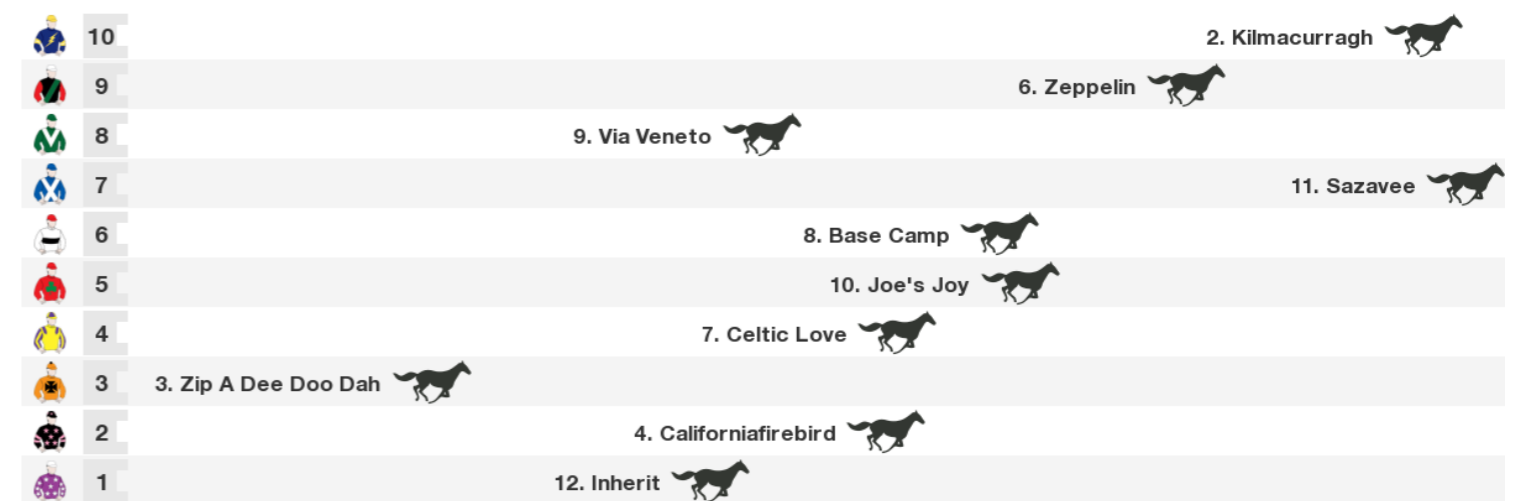 10 2. Kilmacurragh
9 6. Zeppelin
8 9. Via Veneto
7 11. Sazavee
6 8. Base Camp
5 10. Joe's Joy
4 7. Celtic Love
3 3. Zip A Dee Doo Dah
2 4. Californiafirebird
1 12. Inherit